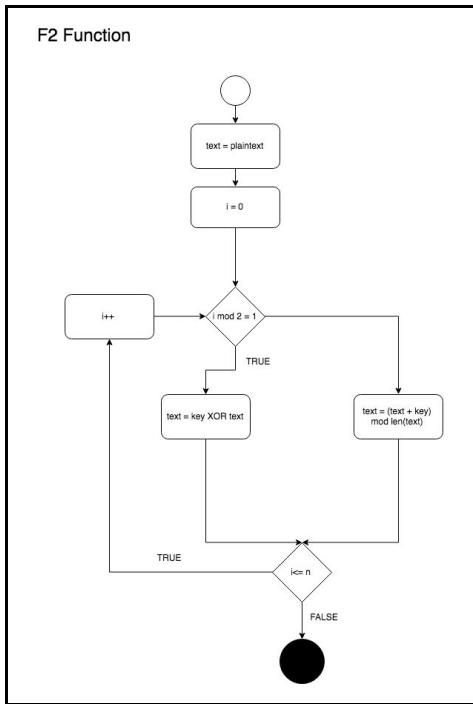 F2 Function
text = plaintext
i = 0
i++
i mod 2 = 1
TRUE
text = key XOR text
text = (text + key)
mod len(text)
TRUE
i<= n
FALSE